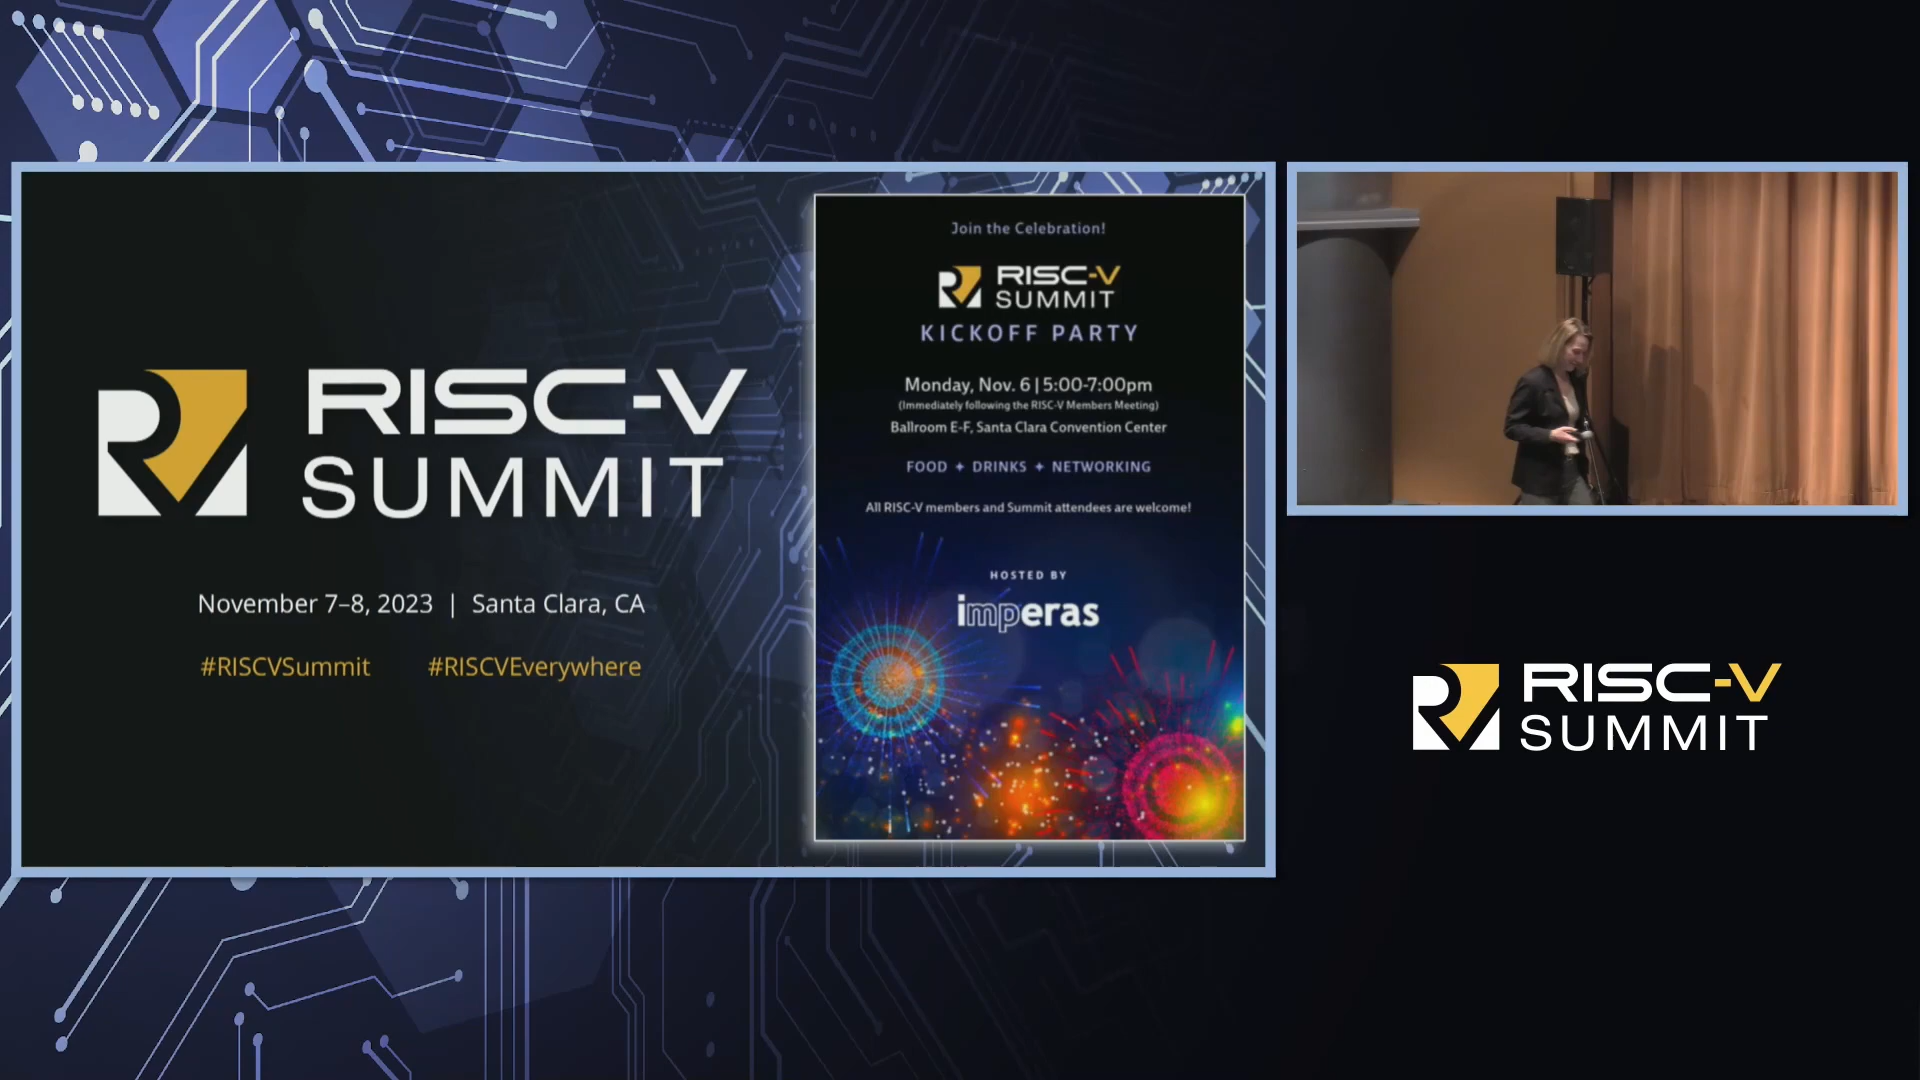 RISC-V
SUMMIT
November 7–8, 2023 | Santa Clara, CA
#RISCVSummit #RISCVEverywhere
Join the Celebration!
RISC-V
SUMMIT
KICKOFF PARTY
Monday, Nov. 6 | 5:00-7:00pm
(Immediately following the RISC-V Members Meeting)
Ballroom E-F, Santa Clara Convention Center
FOOD + DRINKS + NETWORKING
All RISC-V members and Summit attendees are welcome!
HOSTED BY
imperas
RISC-V
SUMMIT